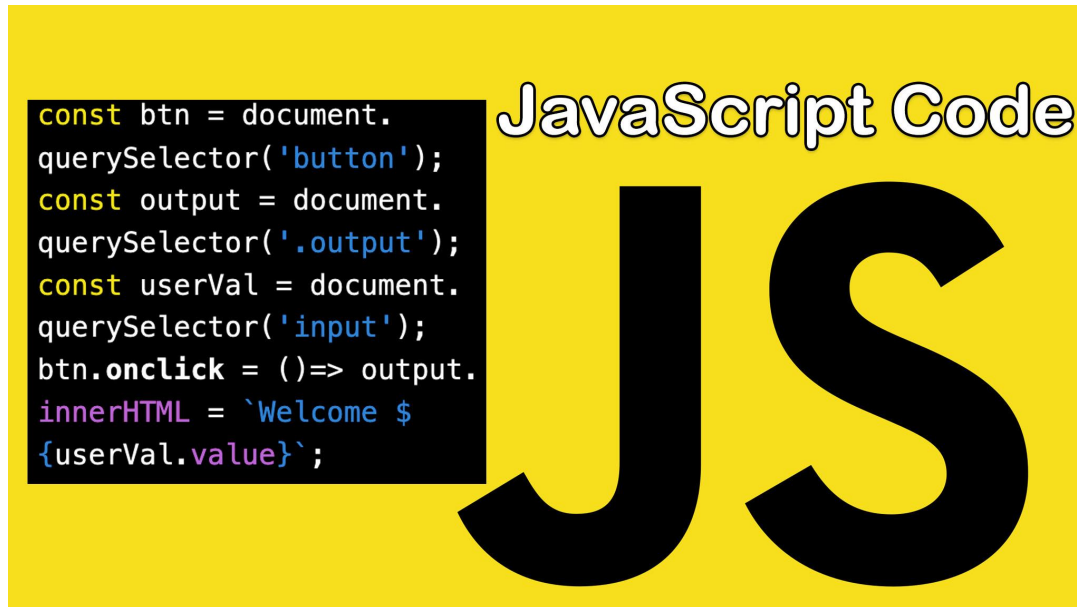 JavaScript Code
const btn = document.
querySelector('button');
const output = document.
querySelector('.output');
const userVal = document.
querySelector('input');
btn.onclick = ()=> output.
innerHTML = `Welcome $
{userVal.value}`;
JS